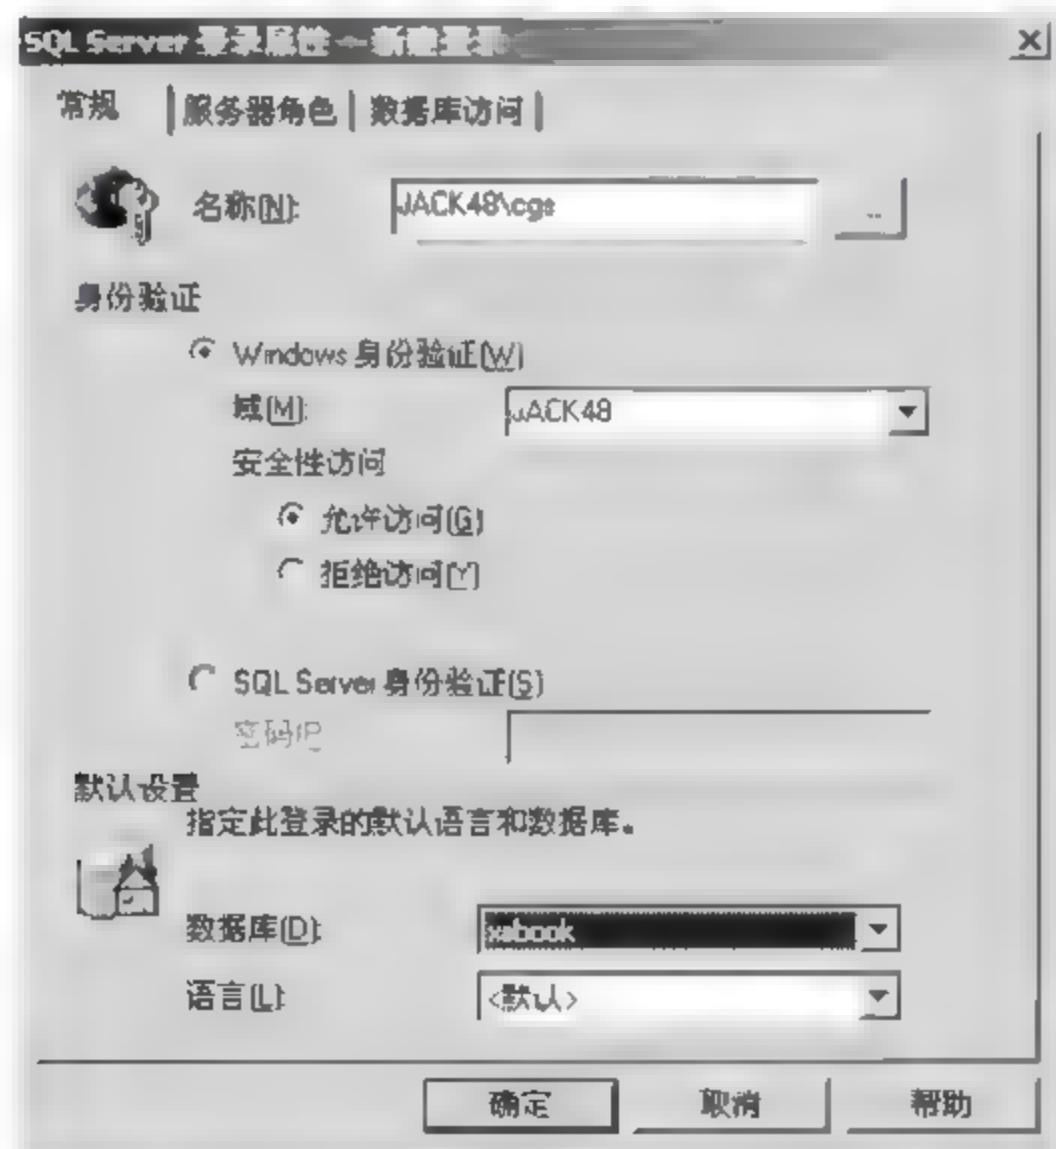 SQL Server 登录属性 — 新建登录
常规 服务器角色 数据库访问
名称(N): JACK48\cgs
...
身份验证
Windows 身份验证(W)
域(M): JACK48
安全性访问
允许访问(G)
拒绝访问(Y)
SQL Server 身份验证(S)
密码(P
默认设置
指定此登录的默认语言和数据库。
数据库(D): xsbook
语言(L): <默认>
确定 取消 帮助